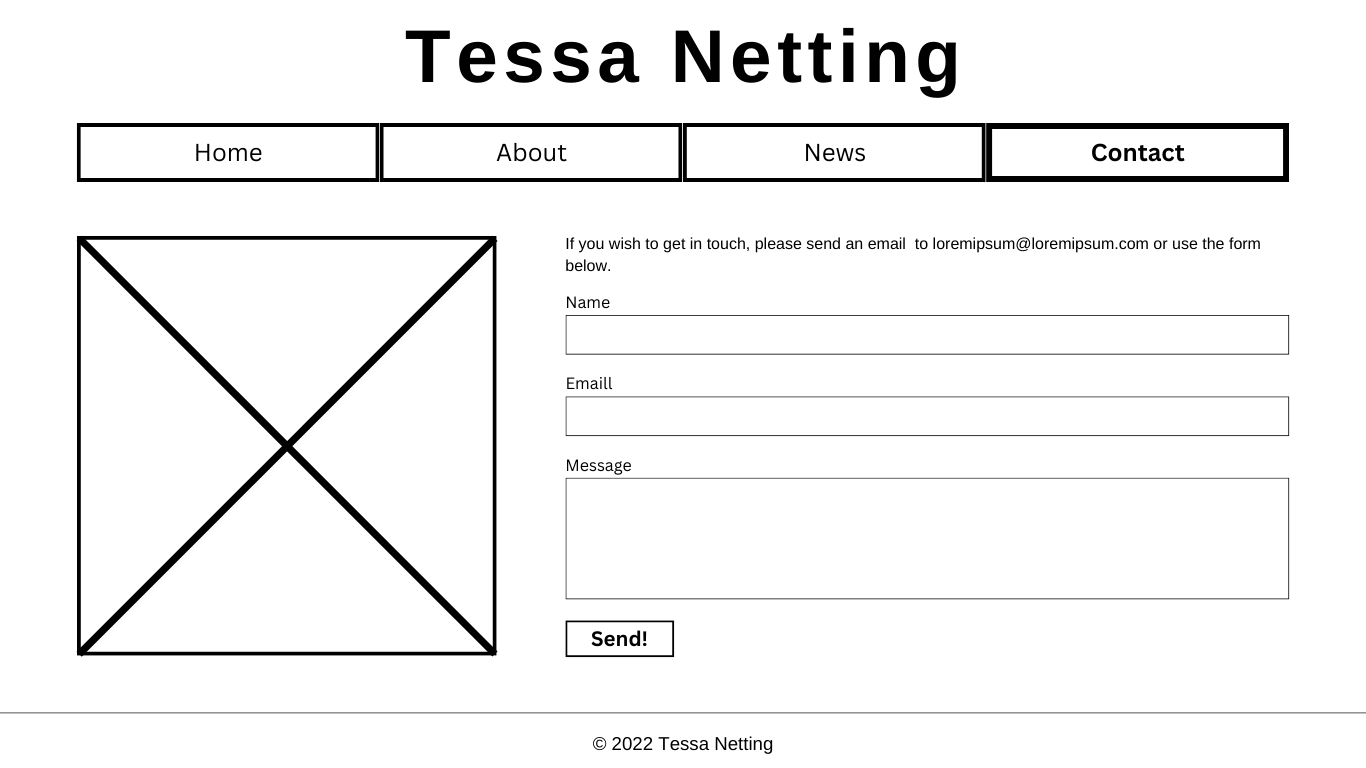 Tessa Netting
Home
About
News
Contact
If you wish to get in touch, please send an email  to loremipsum@loremipsum.com or use the form
below.
Name
Emaill
Message
Send!
© 2022 Tessa Netting